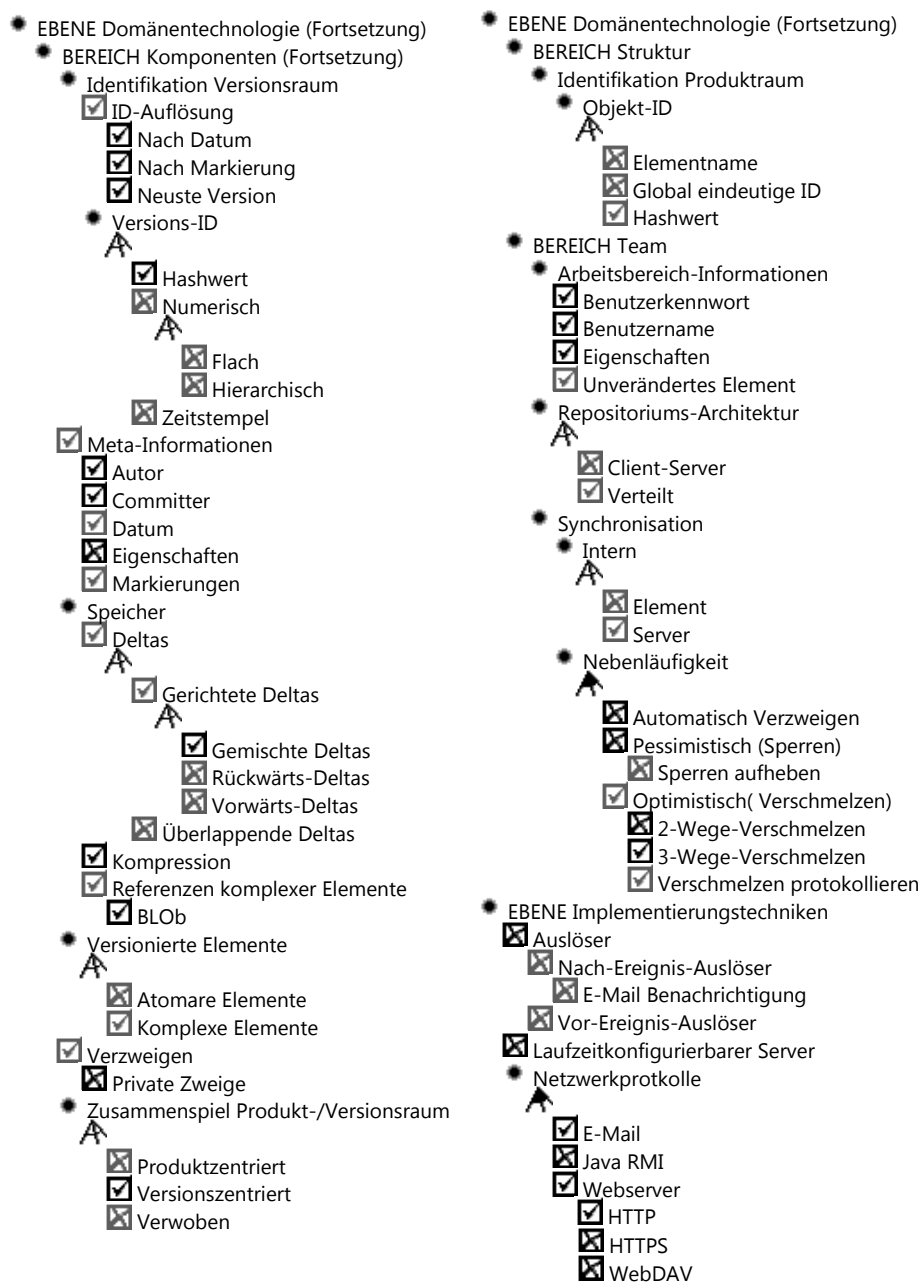 EBENE Domänentechnologie (Fortsetzung)
BEREICH Komponenten (Fortsetzung)
Identifikation Versionsraum
ID-Auflösung
Nach Datum
Nach Markierung
Neuste Version
Versions-ID
Hashwert
Numerisch
Flach
Hierarchisch
Zeitstempel
Meta-Informationen
Autor
Committer
Datum
Eigenschaften
Markierungen
Speicher
Deltas
Gerichtete Deltas
Gemischte Deltas
Rückwärts-Deltas
Vorwärts-Deltas
Überlappende Deltas
Kompression
Referenzen komplexer Elemente
BLOb
Versionierte Elemente
Atomare Elemente
Komplexe Elemente
Verzweigen
Private Zweige
Zusammenspiel Produkt-/Versionsraum
Produktzentriert
Versionszentriert
Verwoben
EBENE Domänentechnologie (Fortsetzung)
BEREICH Struktur
Identifikation Produktraum
Objekt-ID
Elementname
Global eindeutige ID
Hashwert
BEREICH Team
Arbeitsbereich-Informationen
Benutzerkennwort
Benutzername
Eigenschaften
Unverändertes Element
Repositoriums-Architektur
Client-Server
Verteilt
Synchronisation
Intern
Element
Server
Nebenläufigkeit
Automatisch Verzweigen
Pessimistisch (Sperren)
Sperren aufheben
Optimistisch( Verschmelzen)
2-Wege-Verschmelzen
3-Wege-Verschmelzen
Verschmelzen protokollieren
EBENE Implementierungstechniken
Auslöser
Nach-Ereignis-Auslöser
E-Mail Benachrichtigung
Vor-Ereignis-Auslöser
Laufzeitkonfigurierbarer Server
Netzwerkprotkolle
E-Mail
Java RMI
Webserver
HTTP
HTTPS
WebDAV